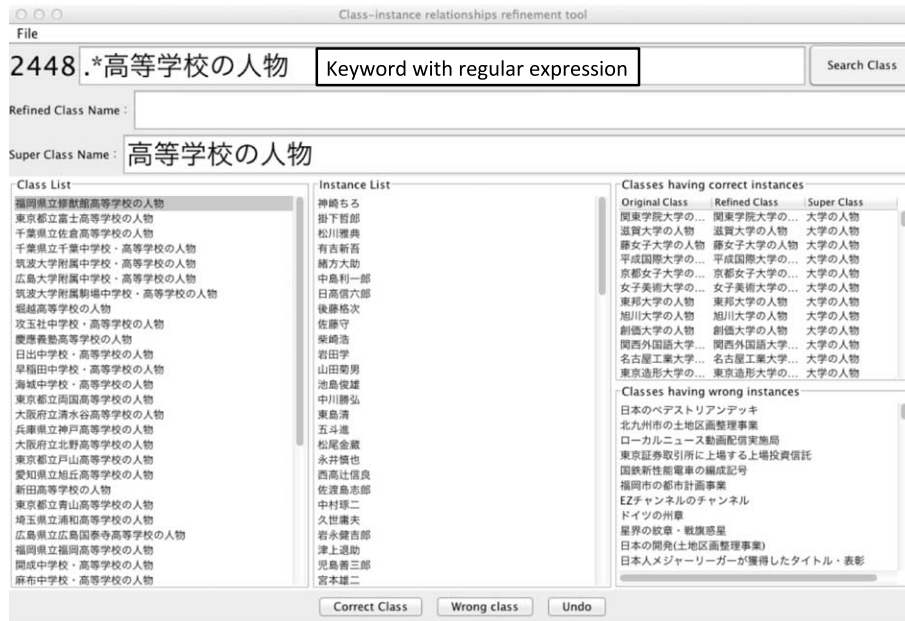 Class-instance relationships refinement tool
File
2448 .*高等学校の人物 Keyword with regular expression Search Class
Refined Class Name :
Super Class Name : 高等学校の人物
Class List
福岡県立修猷館高等学校の人物
東京都立富士高等学校の人物
千葉県立佐倉高等学校の人物
千葉県立千葉中学校・高等学校の人物
筑波大学附属中学校・高等学校の人物
広島大学附属中学校・高等学校の人物
筑波大学附属駒場中学校・高等学校の人物
堀越高等学校の人物
攻玉社中学校・高等学校の人物
慶應義塾高等学校の人物
日出中学校・高等学校の人物
早稲田中学校・高等学校の人物
海城中学校・高等学校の人物
東京都立両国高等学校の人物
大阪府立清水谷高等学校の人物
兵庫県立神戸高等学校の人物
大阪府立北野高等学校の人物
東京都立戸山高等学校の人物
愛知県立旭丘高等学校の人物
新田高等学校の人物
東京都立青山高等学校の人物
埼玉県立浦和高等学校の人物
広島県立広島国泰寺高等学校の人物
福岡県立福岡高等学校の人物
開成中学校・高等学校の人物
麻布中学校・高等学校の人物
Instance List
神崎ちろ
掛下哲郎
松川雅典
有吉新吾
緒方大助
中島利一郎
日高信六郎
後藤格次
佐藤守
柴崎浩
岩田学
山田菊男
池島俊雄
中川勝弘
東島清
五斗進
松尾金蔵
永井慎也
西高辻信良
佐渡島志郎
中村琢二
久世庸夫
岩永健吉郎
津上退助
児島善三郎
宮本雄二
Classes having correct instances
Original Class Refined Class Super Class
関東学院大学の... 関東学院大学の... 大学の人物
滋賀大学の人物 滋賀大学の人物 大学の人物
藤女子大学の人物 藤女子大学の人物 大学の人物
平成国際大学の... 平成国際大学の... 大学の人物
京都女子大学の... 京都女子大学の... 大学の人物
女子美術大学の... 女子美術大学の... 大学の人物
東邦大学の人物 東邦大学の人物 大学の人物
旭川大学の人物 旭川大学の人物 大学の人物
創価大学の人物 創価大学の人物 大学の人物
関西外国語大学... 関西外国語大学... 大学の人物
名古屋工業大学... 名古屋工業大学... 大学の人物
東京造形大学の... 東京造形大学の... 大学の人物
Classes having wrong instances
日本のペデストリアンデッキ
北九州市の土地区画整理事業
ローカルニュース動画配信実施局
東京証券取引所に上場する上場投資信託
国鉄新性能電車の編成記号
福岡市の都市計画事業
EZチャンネルのチャンネル
ドイツの州章
星界の紋章・戦旗惑星
日本の開発(土地区画整理事業)
日本人メジャーリーガーが獲得したタイトル・表彰
Correct Class Wrong class Undo